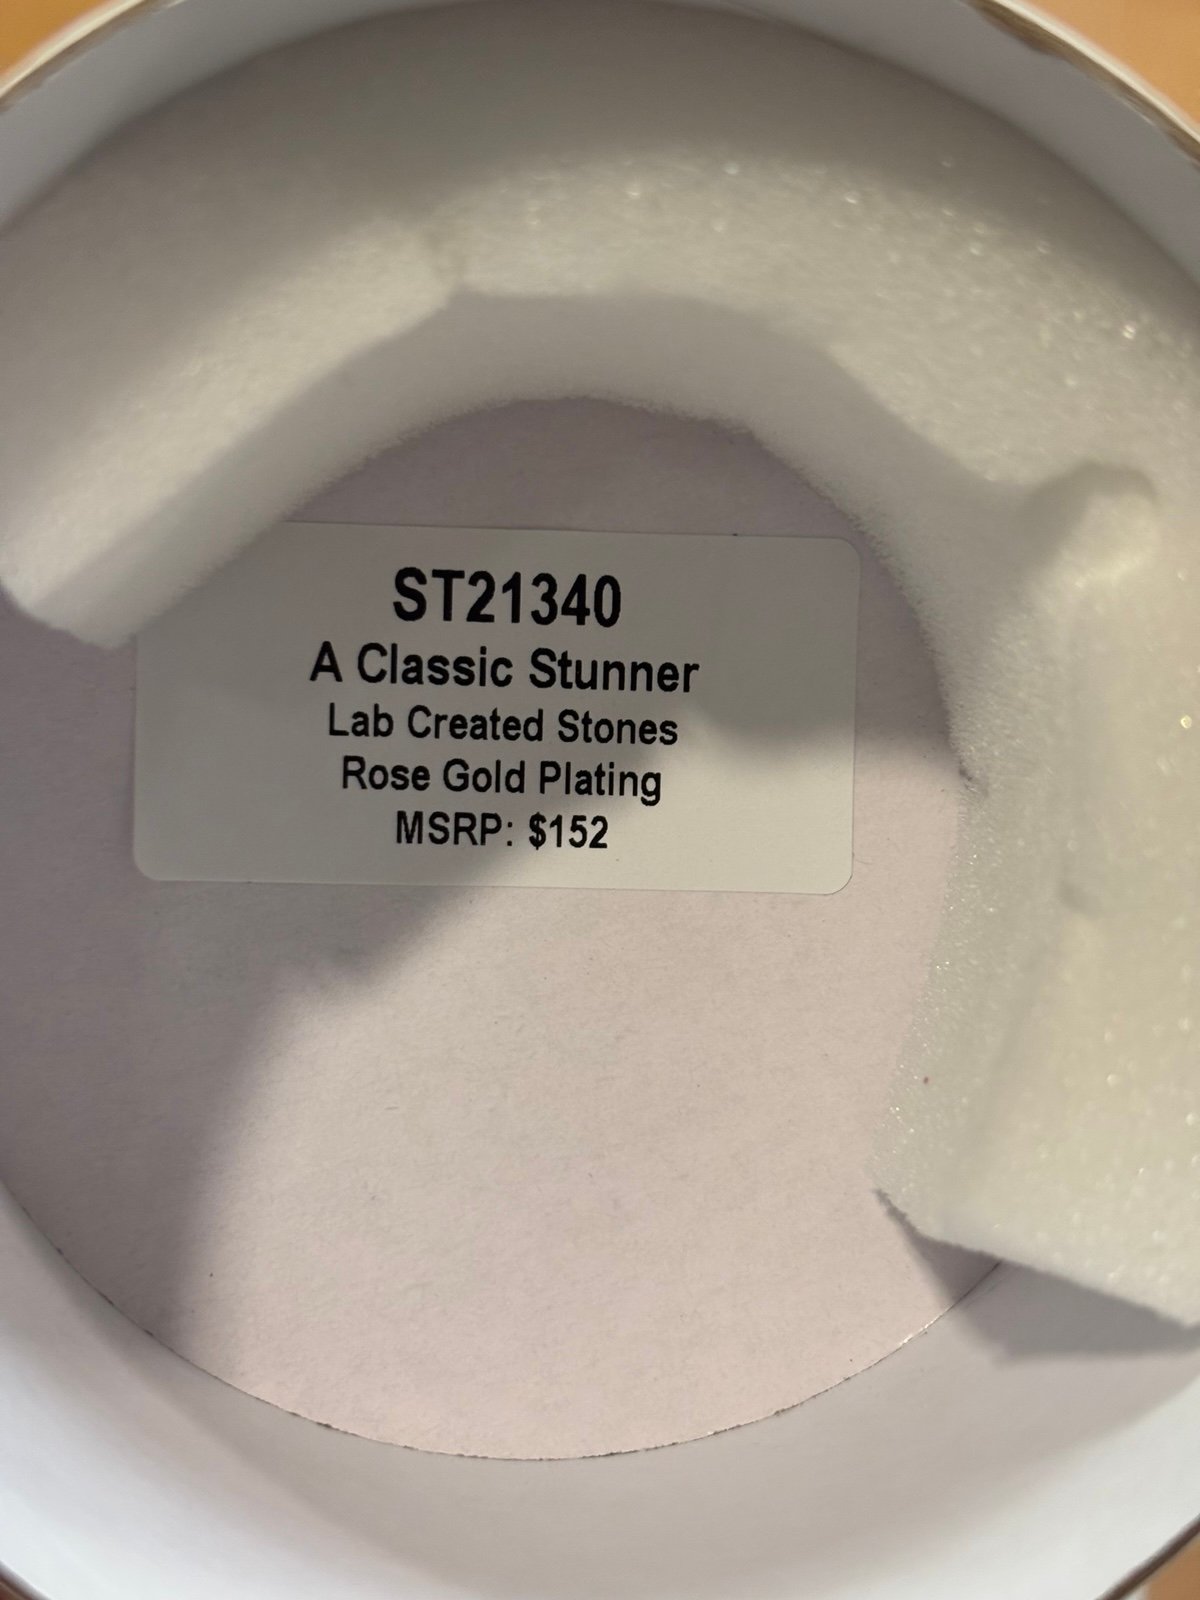 ST21340
A Classic Stunner
Lab Created Stones
Rose Gold Plating
MSRP: $152